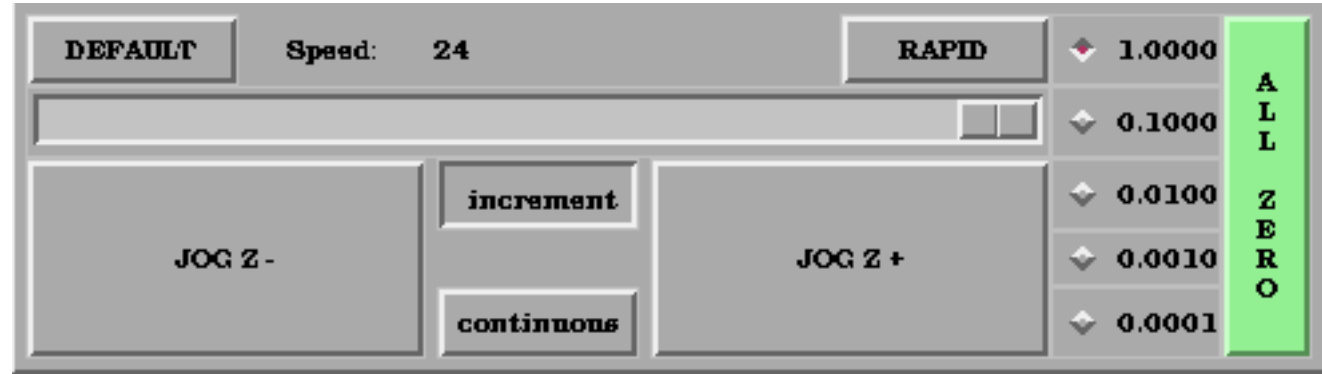 DEFAULT
Speed:
24
RAPID
1.0000
0.1000
0.0100
0.0010
0.0001
JOG Z -
increment
continuous
JOG Z +
ALL ZERO